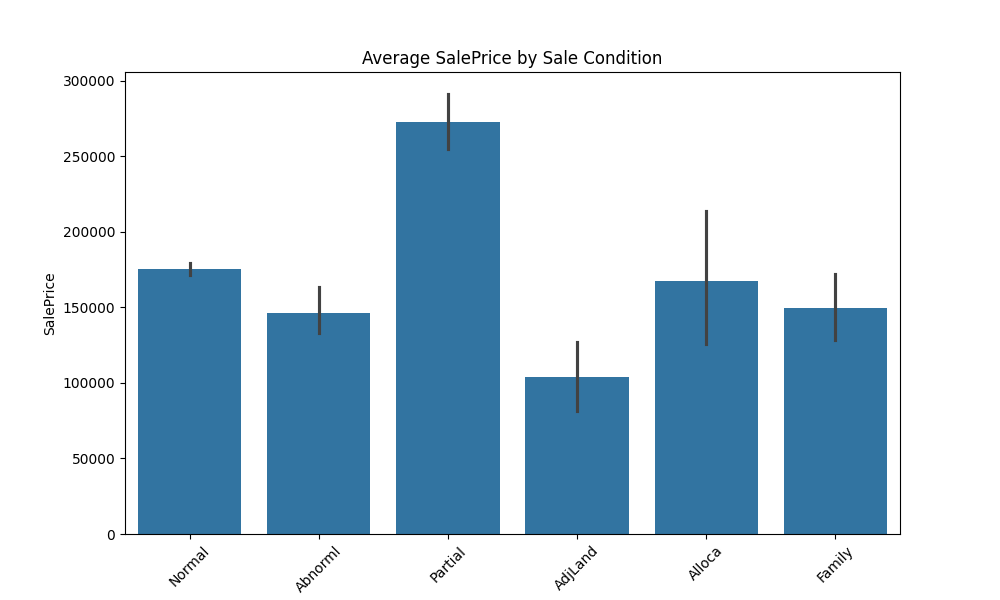 Average SalePrice by Sale Condition
300000
250000
200000
150000
100000
50000
0
SalePrice
Normal
Abnorml
Partial
AdjLand
Alloca
Family